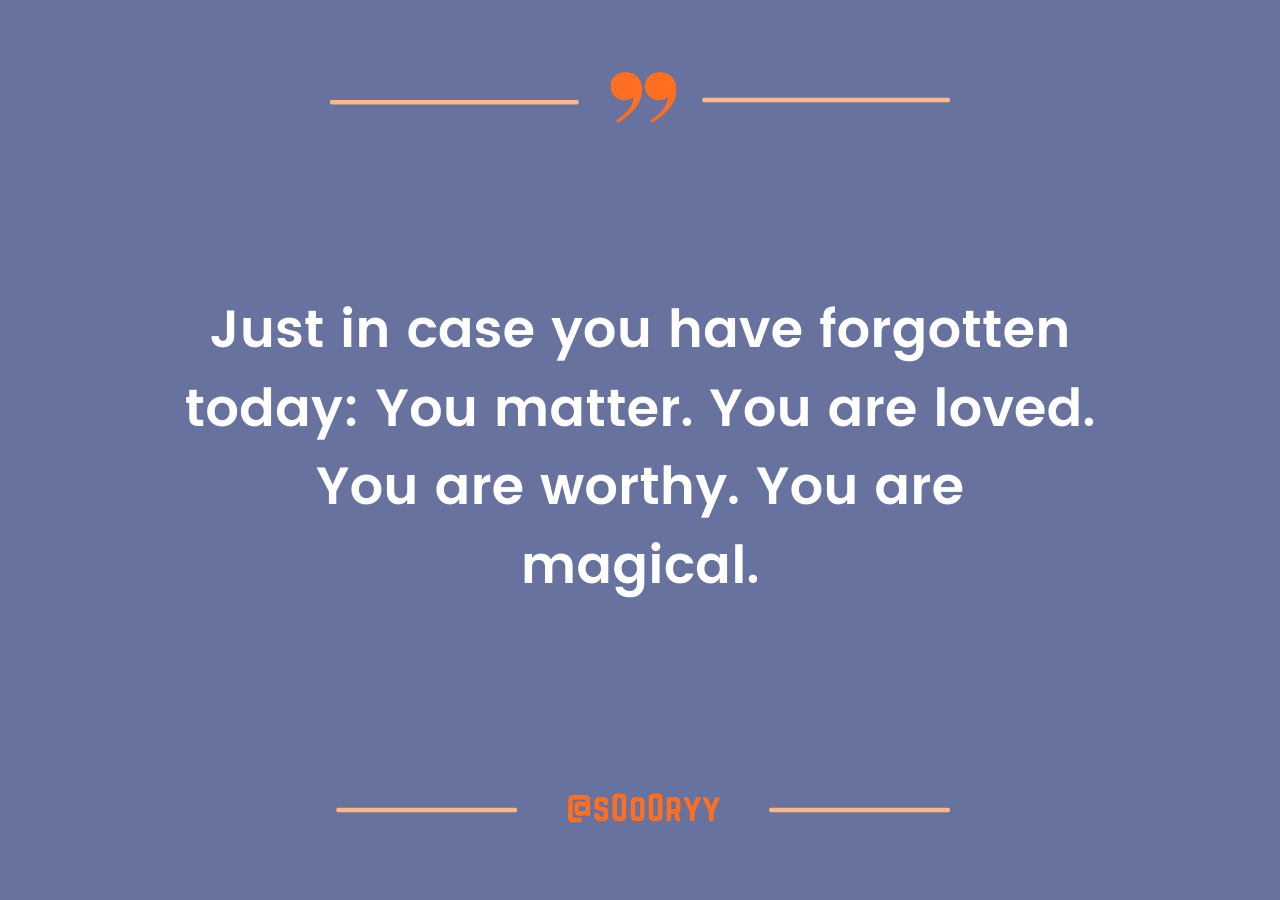 ”
Just in case you have forgotten
today: You matter. You are loved.
You are worthy. You are
magical.
@sOoORYY